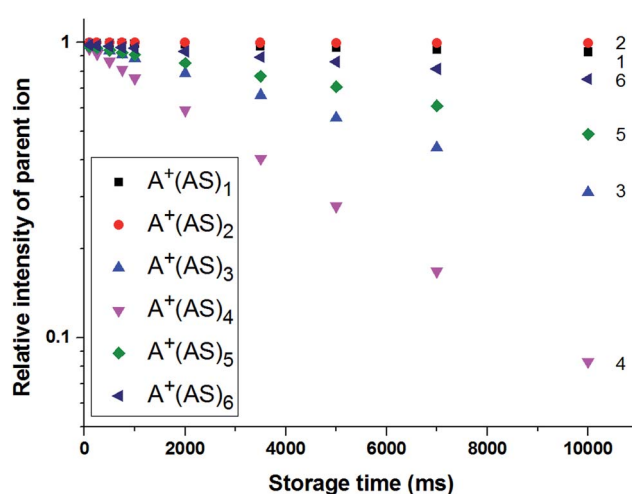 Relative intensity of parent ion
1
0.1
A⁺(AS)₁
A⁺(AS)₂
A⁺(AS)₃
A⁺(AS)₄
A⁺(AS)₅
A⁺(AS)₆
2
1
6
5
3
4
0 2000 4000 6000 8000 10000
Storage time (ms)